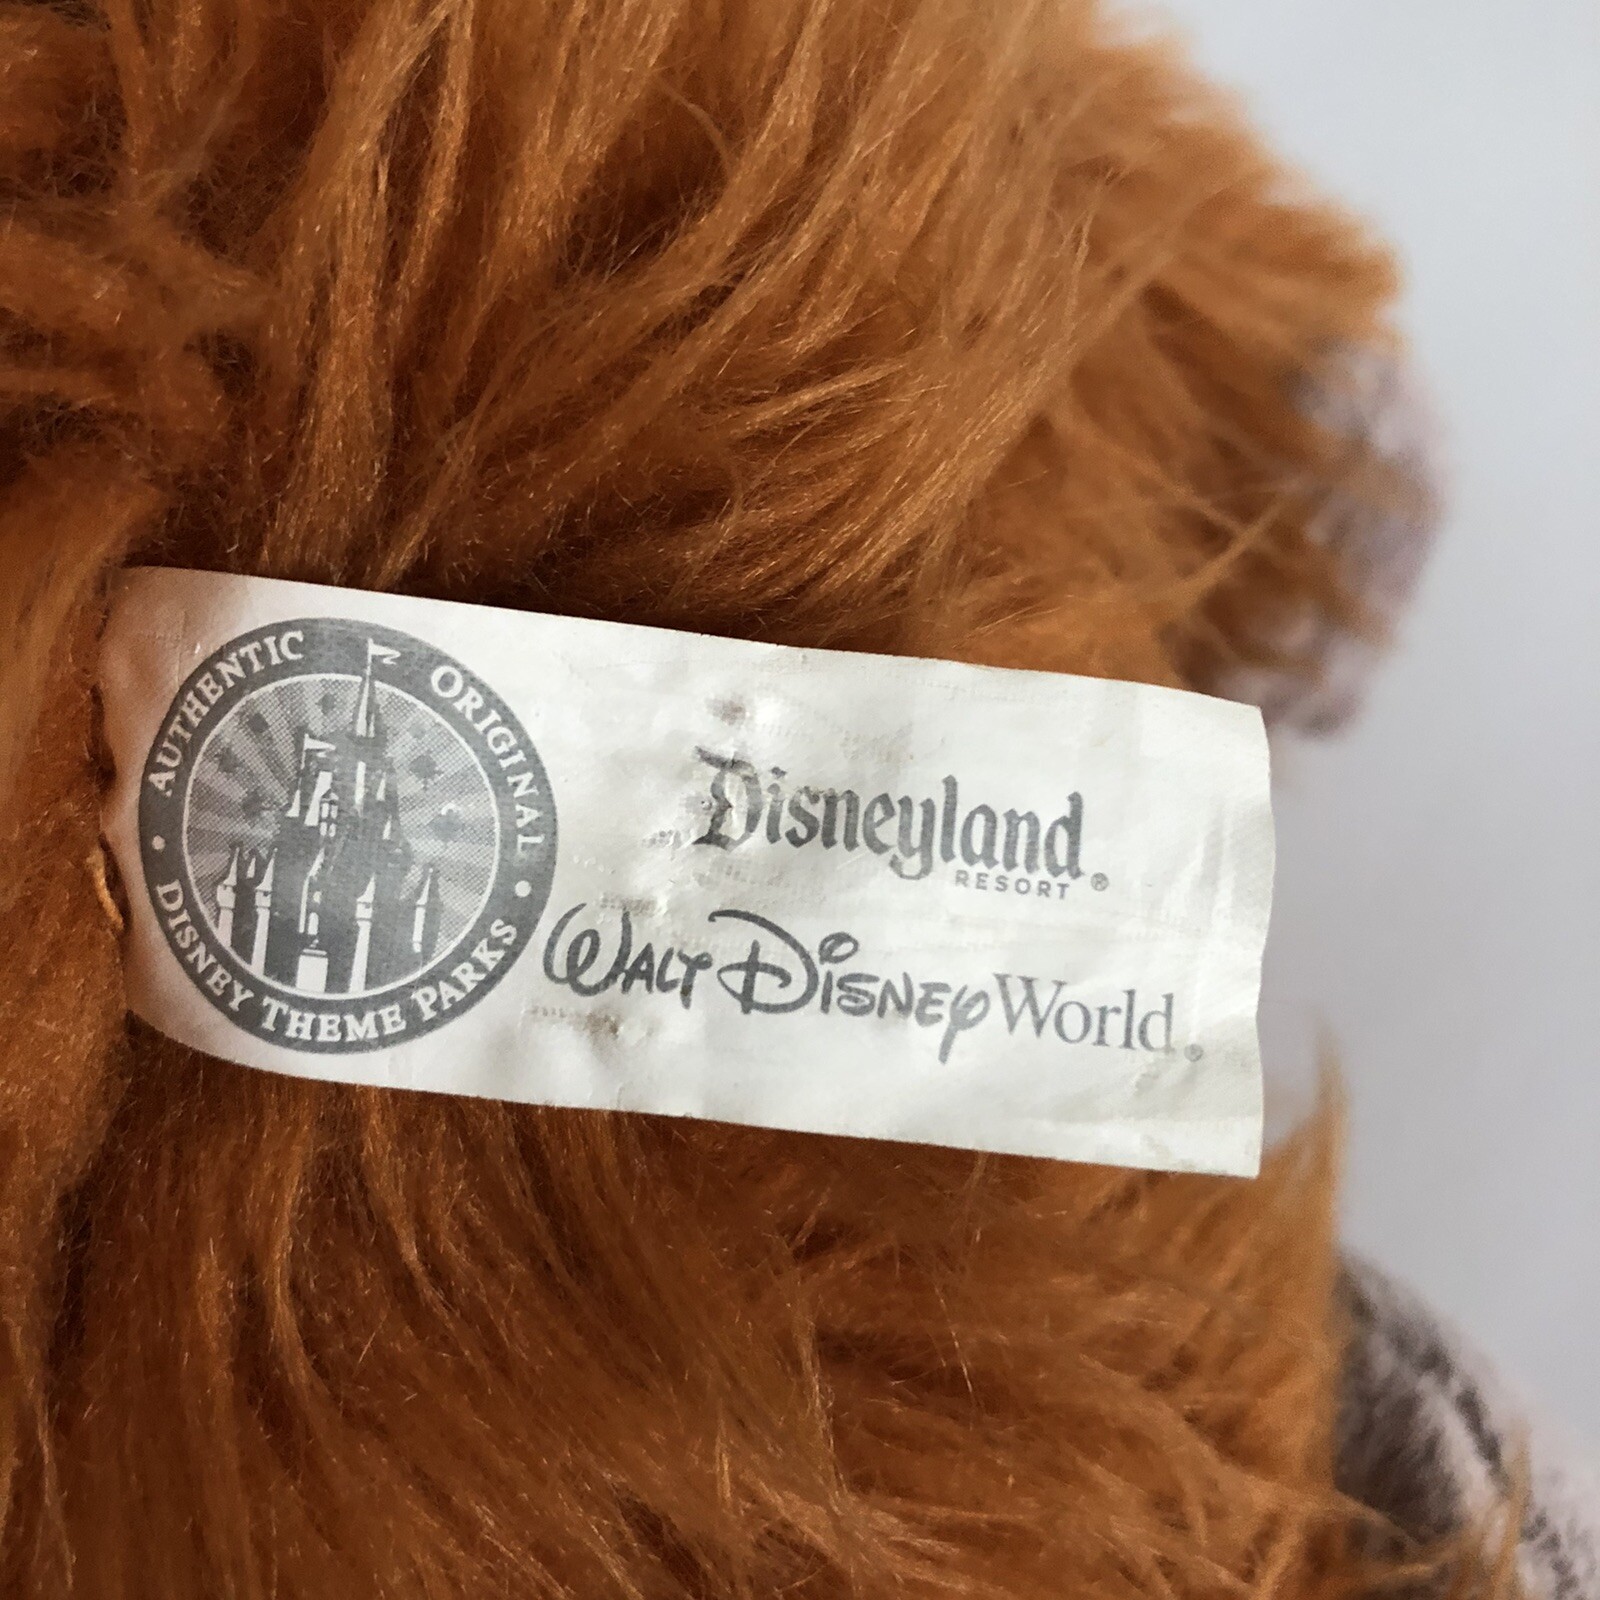 AUTHENTIC ORIGINAL
• DISNEY THEME PARKS •
Disneyland
RESORT®
WALT DISNEY World®